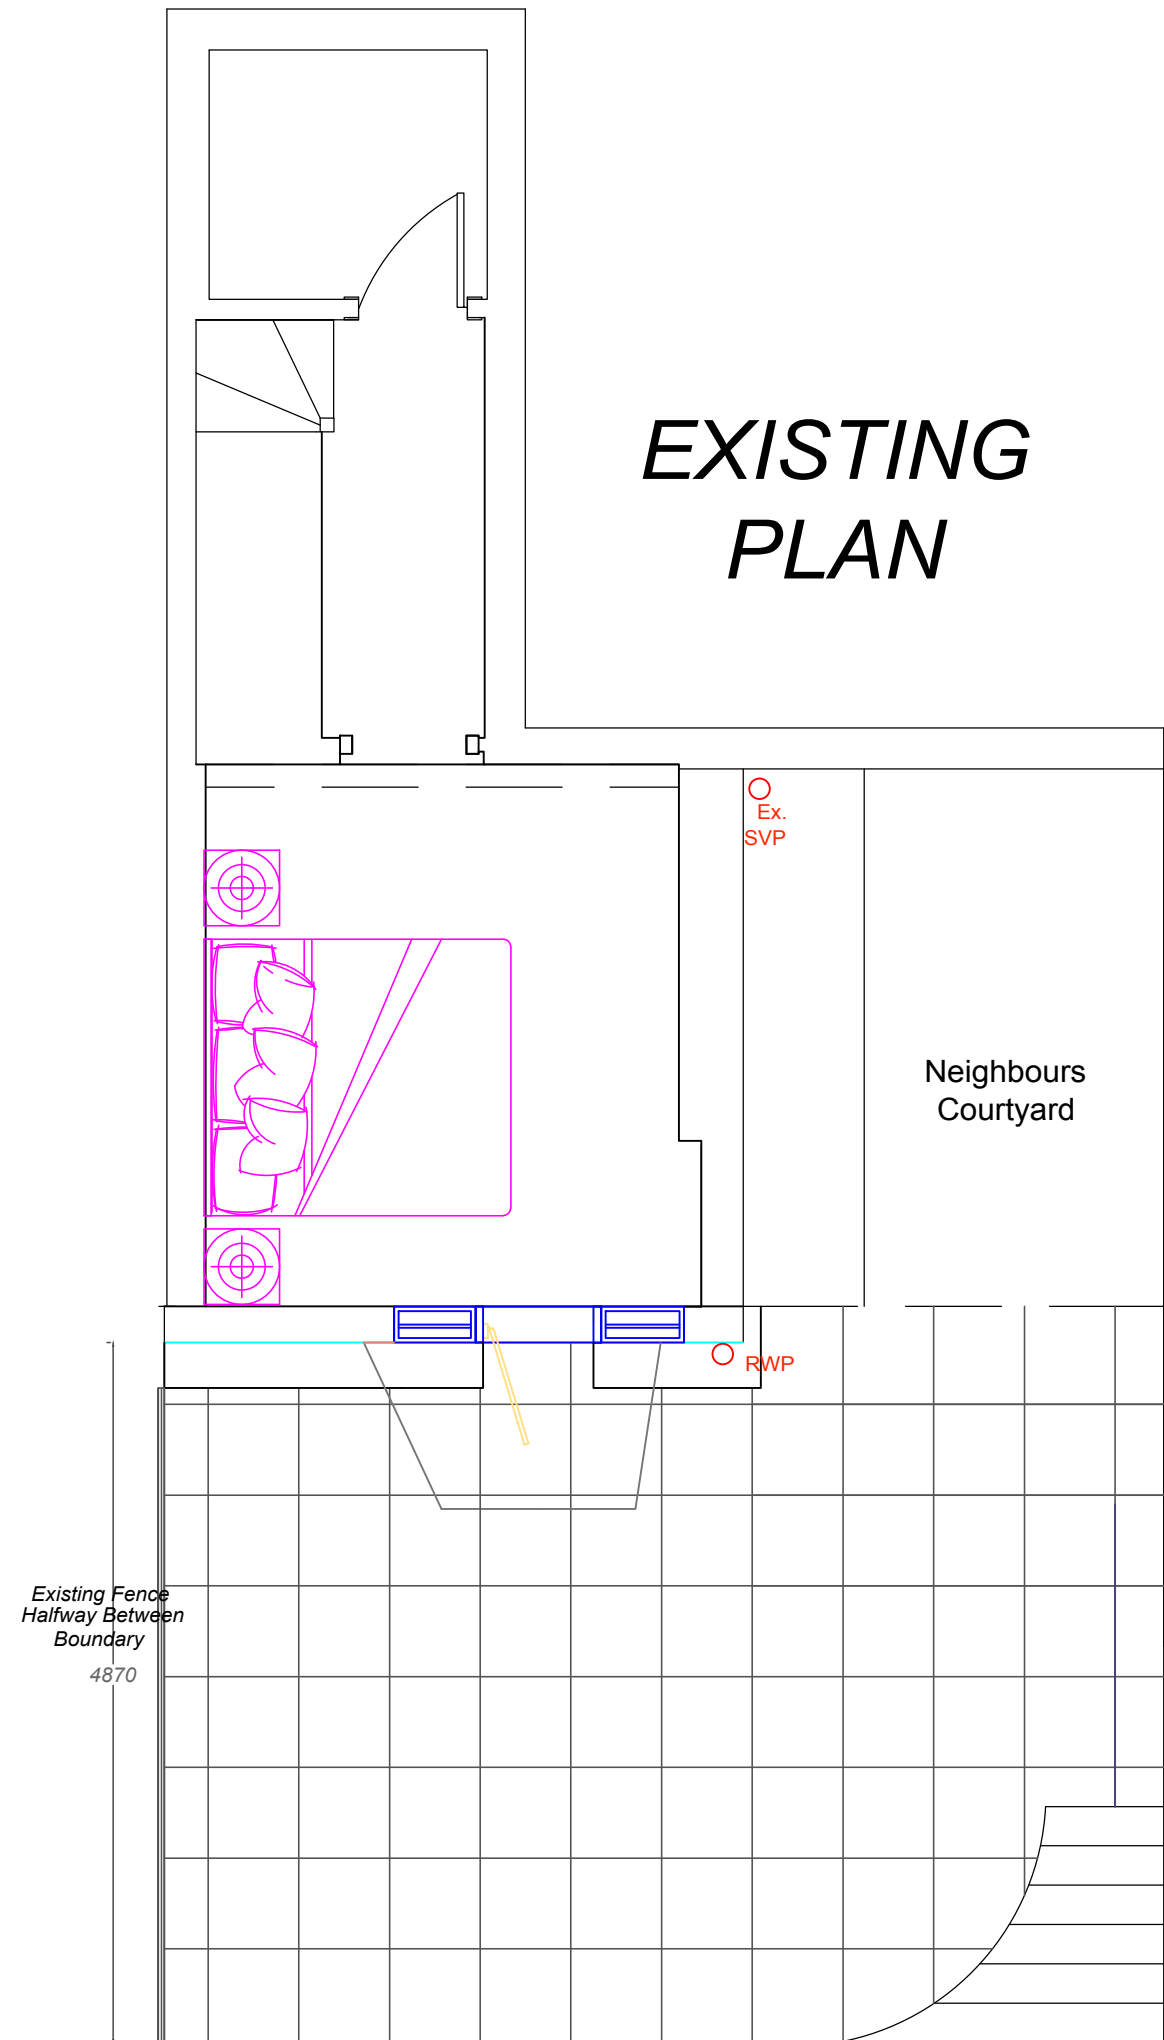 EXISTING
PLAN
Ex.
SVP
Neighbours
Courtyard
RWP
Existing Fence
Halfway Between
Boundary
4870